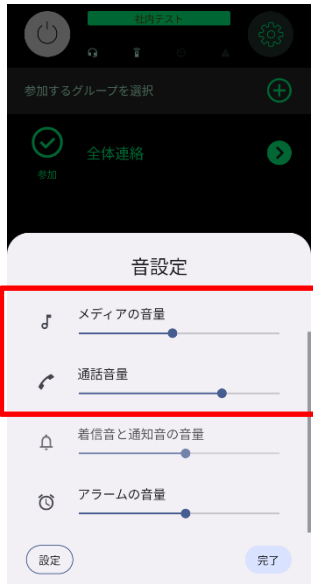 社内テスト
参加するグループを選択
全体連絡
参加
音設定
メディアの音量
通話音量
着信音と通知音の音量
アラームの音量
設定
完了